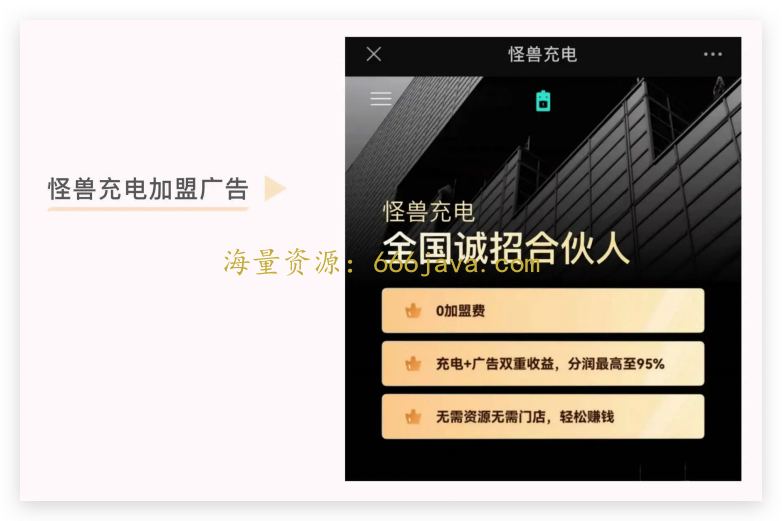 怪兽充电
怪兽充电加盟广告
怪兽充电
全国诚招合伙人
海量资源：666java.com
0加盟费
充电+广告双重收益，分润最高至95%
无需资源无需门店，轻松赚钱